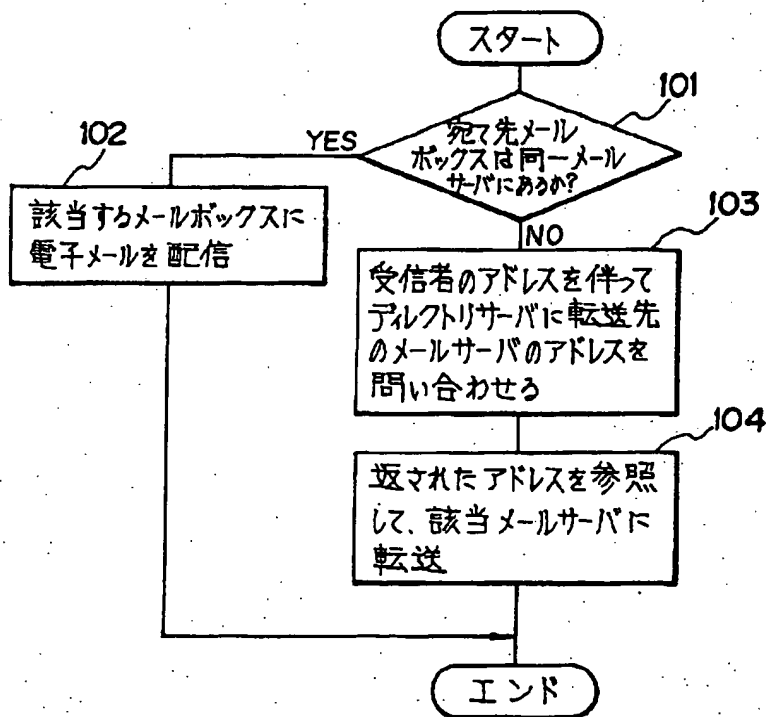 スタート
101
宛て先メール
ボックスは同一メール
サーバにあるか?
YES
102
該当するメールボックスに
電子メールを配信
NO
103
受信者のアドレスを伴って
ディレクトリサーバに転送先
のメールサーバのアドレスを
問い合わせる
104
返されたアドレスを参照
して、該当メールサーバに
転送
エンド